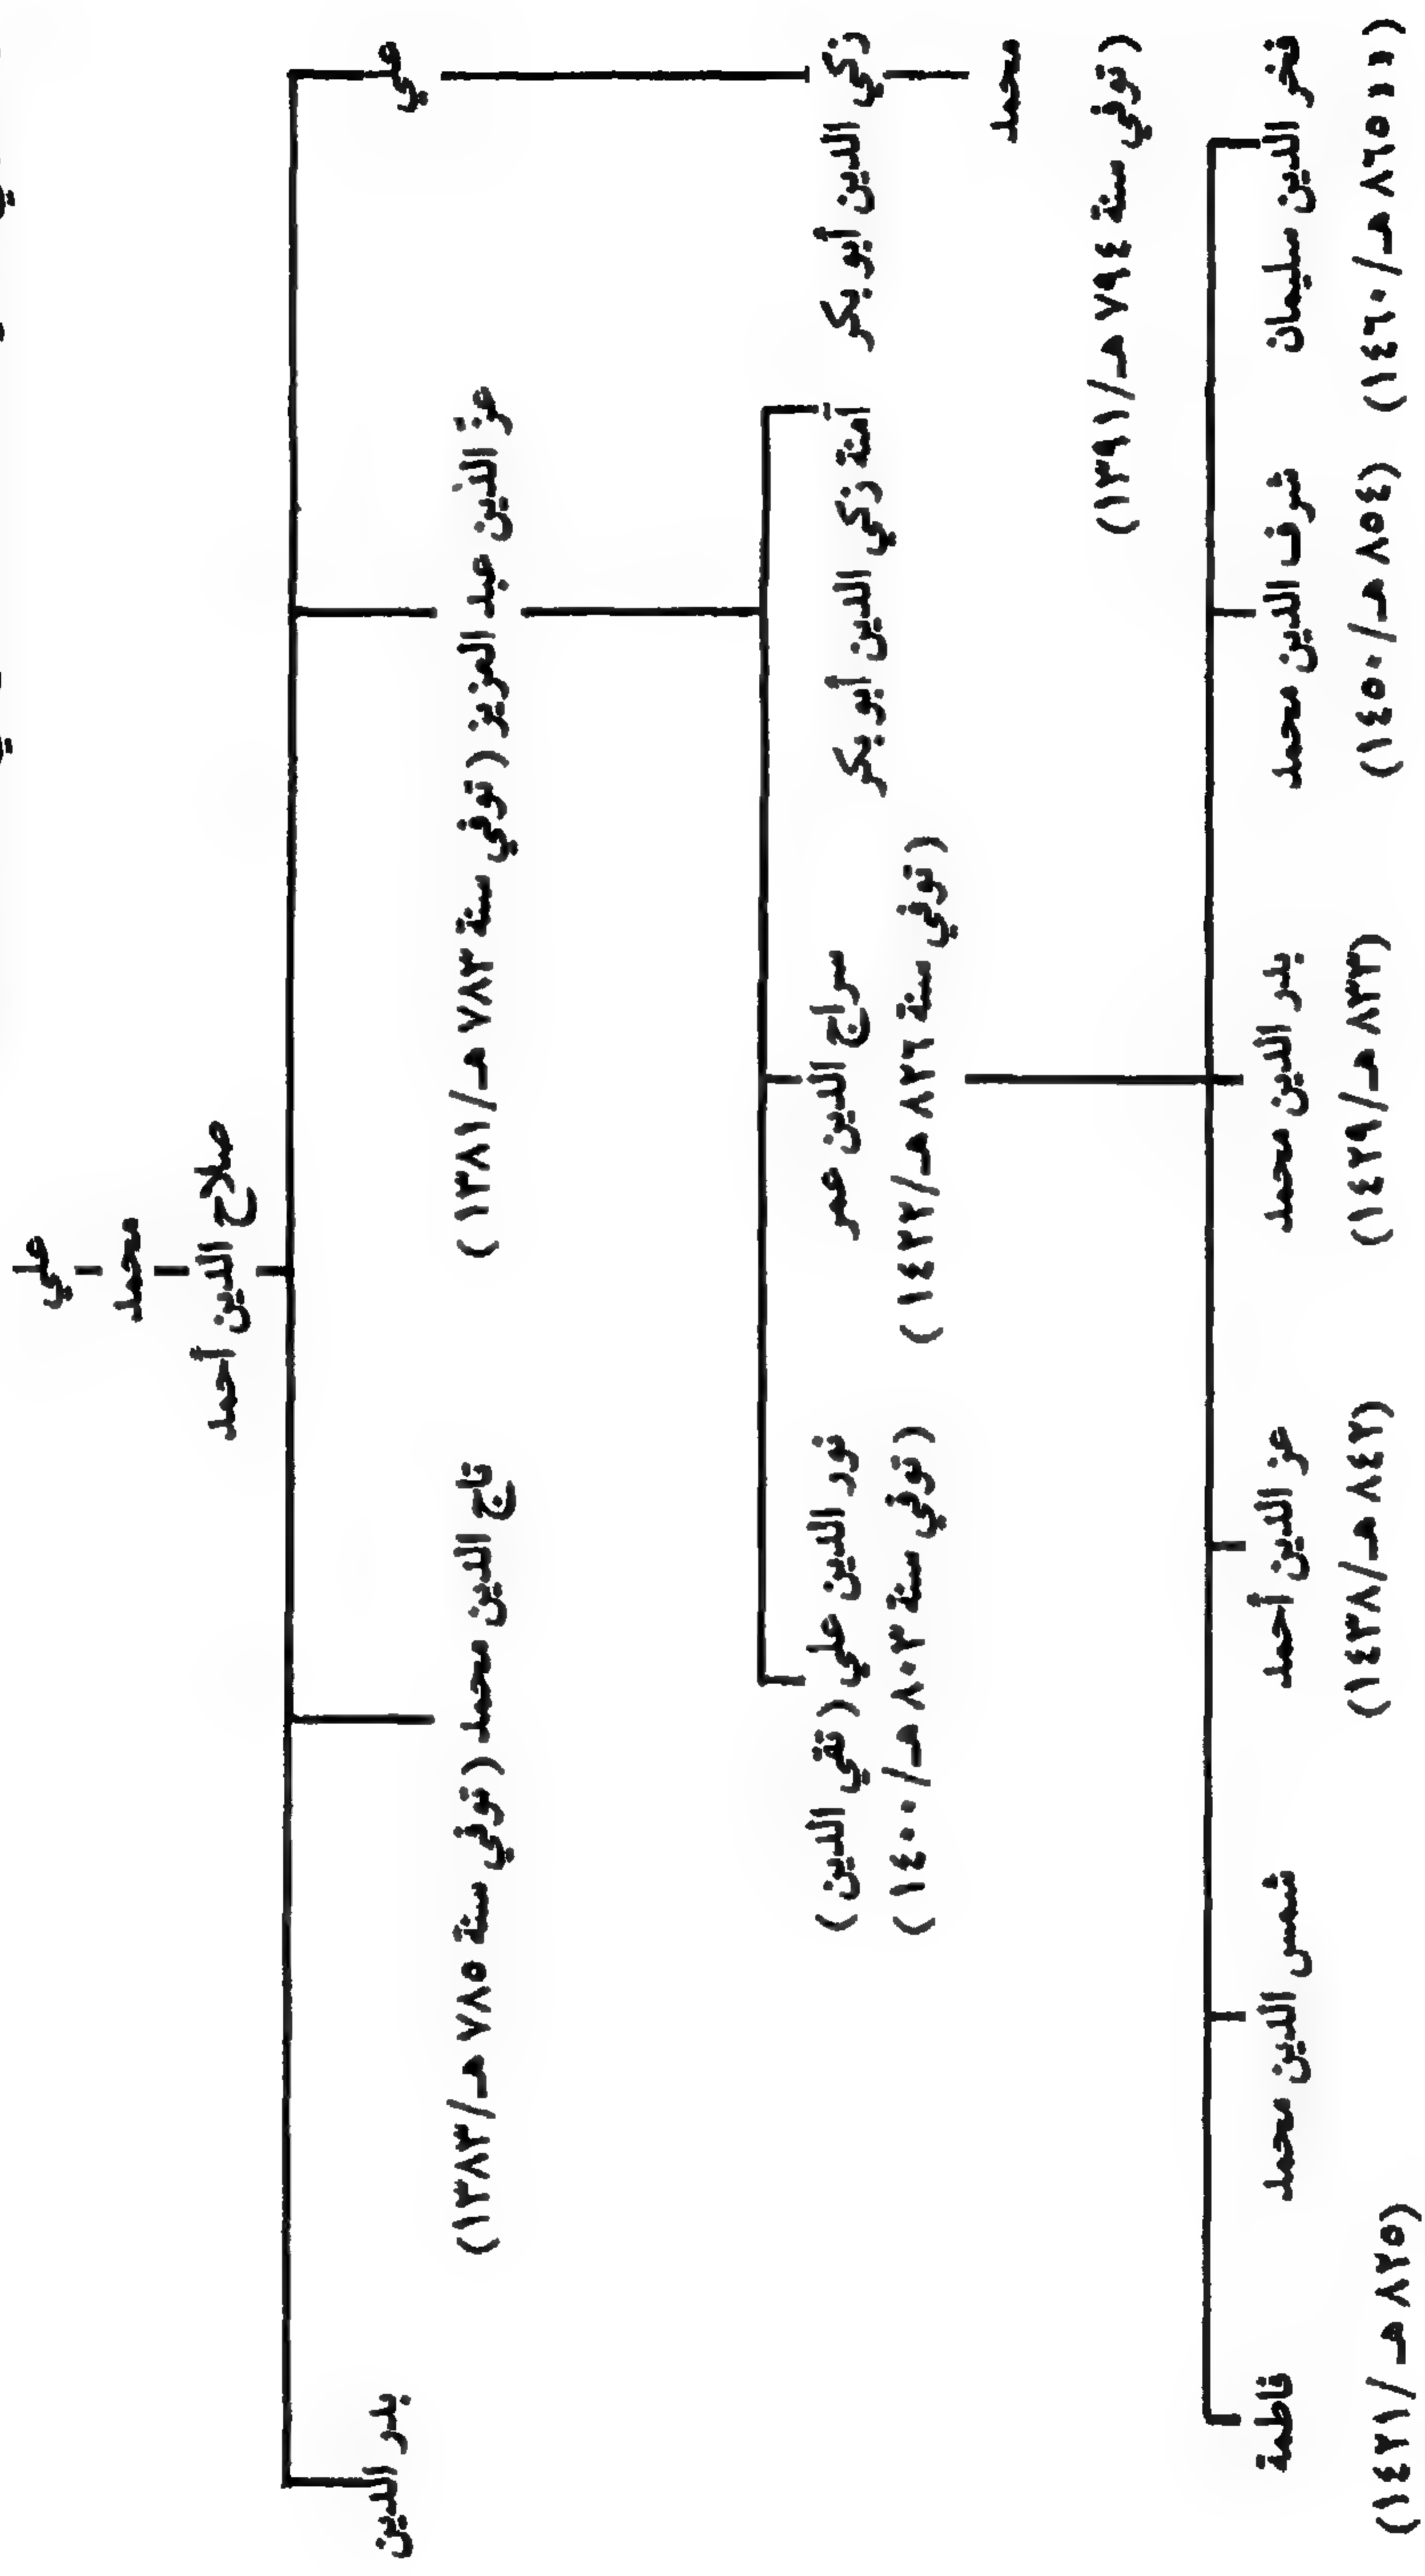 علي
محمد
صلاح الدين أحمد
علي
عزّ الدين عبد العزيز (توفي سنة ٧٨٣ هـ/١٣٨١)
تاج الدين محمد (توفي سنة ٧٨٥ هـ/١٣٨٣)
بدر الدين
زكي الدين أبو بكر
آمنة زكي الدين أبو بكر
سراج الدين عمر
(توفي سنة ٨٢٦ هـ/١٤٢٢)
نور الدين علي (تقي الدين)
(توفي سنة ٨٠٣ هـ/١٤٠٠)
محمد
(توفي سنة ٧٩٤ هـ/١٣٩١)
فخر الدين سليمان
(٨٦٥ هـ/١٤٦٠)
شرف الدين محمد
(٨٥٤ هـ/١٤٥٠)
بدر الدين محمد
(٨٣٣ هـ/١٤٢٩)
عز الدين أحمد
(٨٤٢ هـ/١٤٣٨)
شمس الدين محمد
فاطمة
(٨٢٥ هـ/١٤٢١)